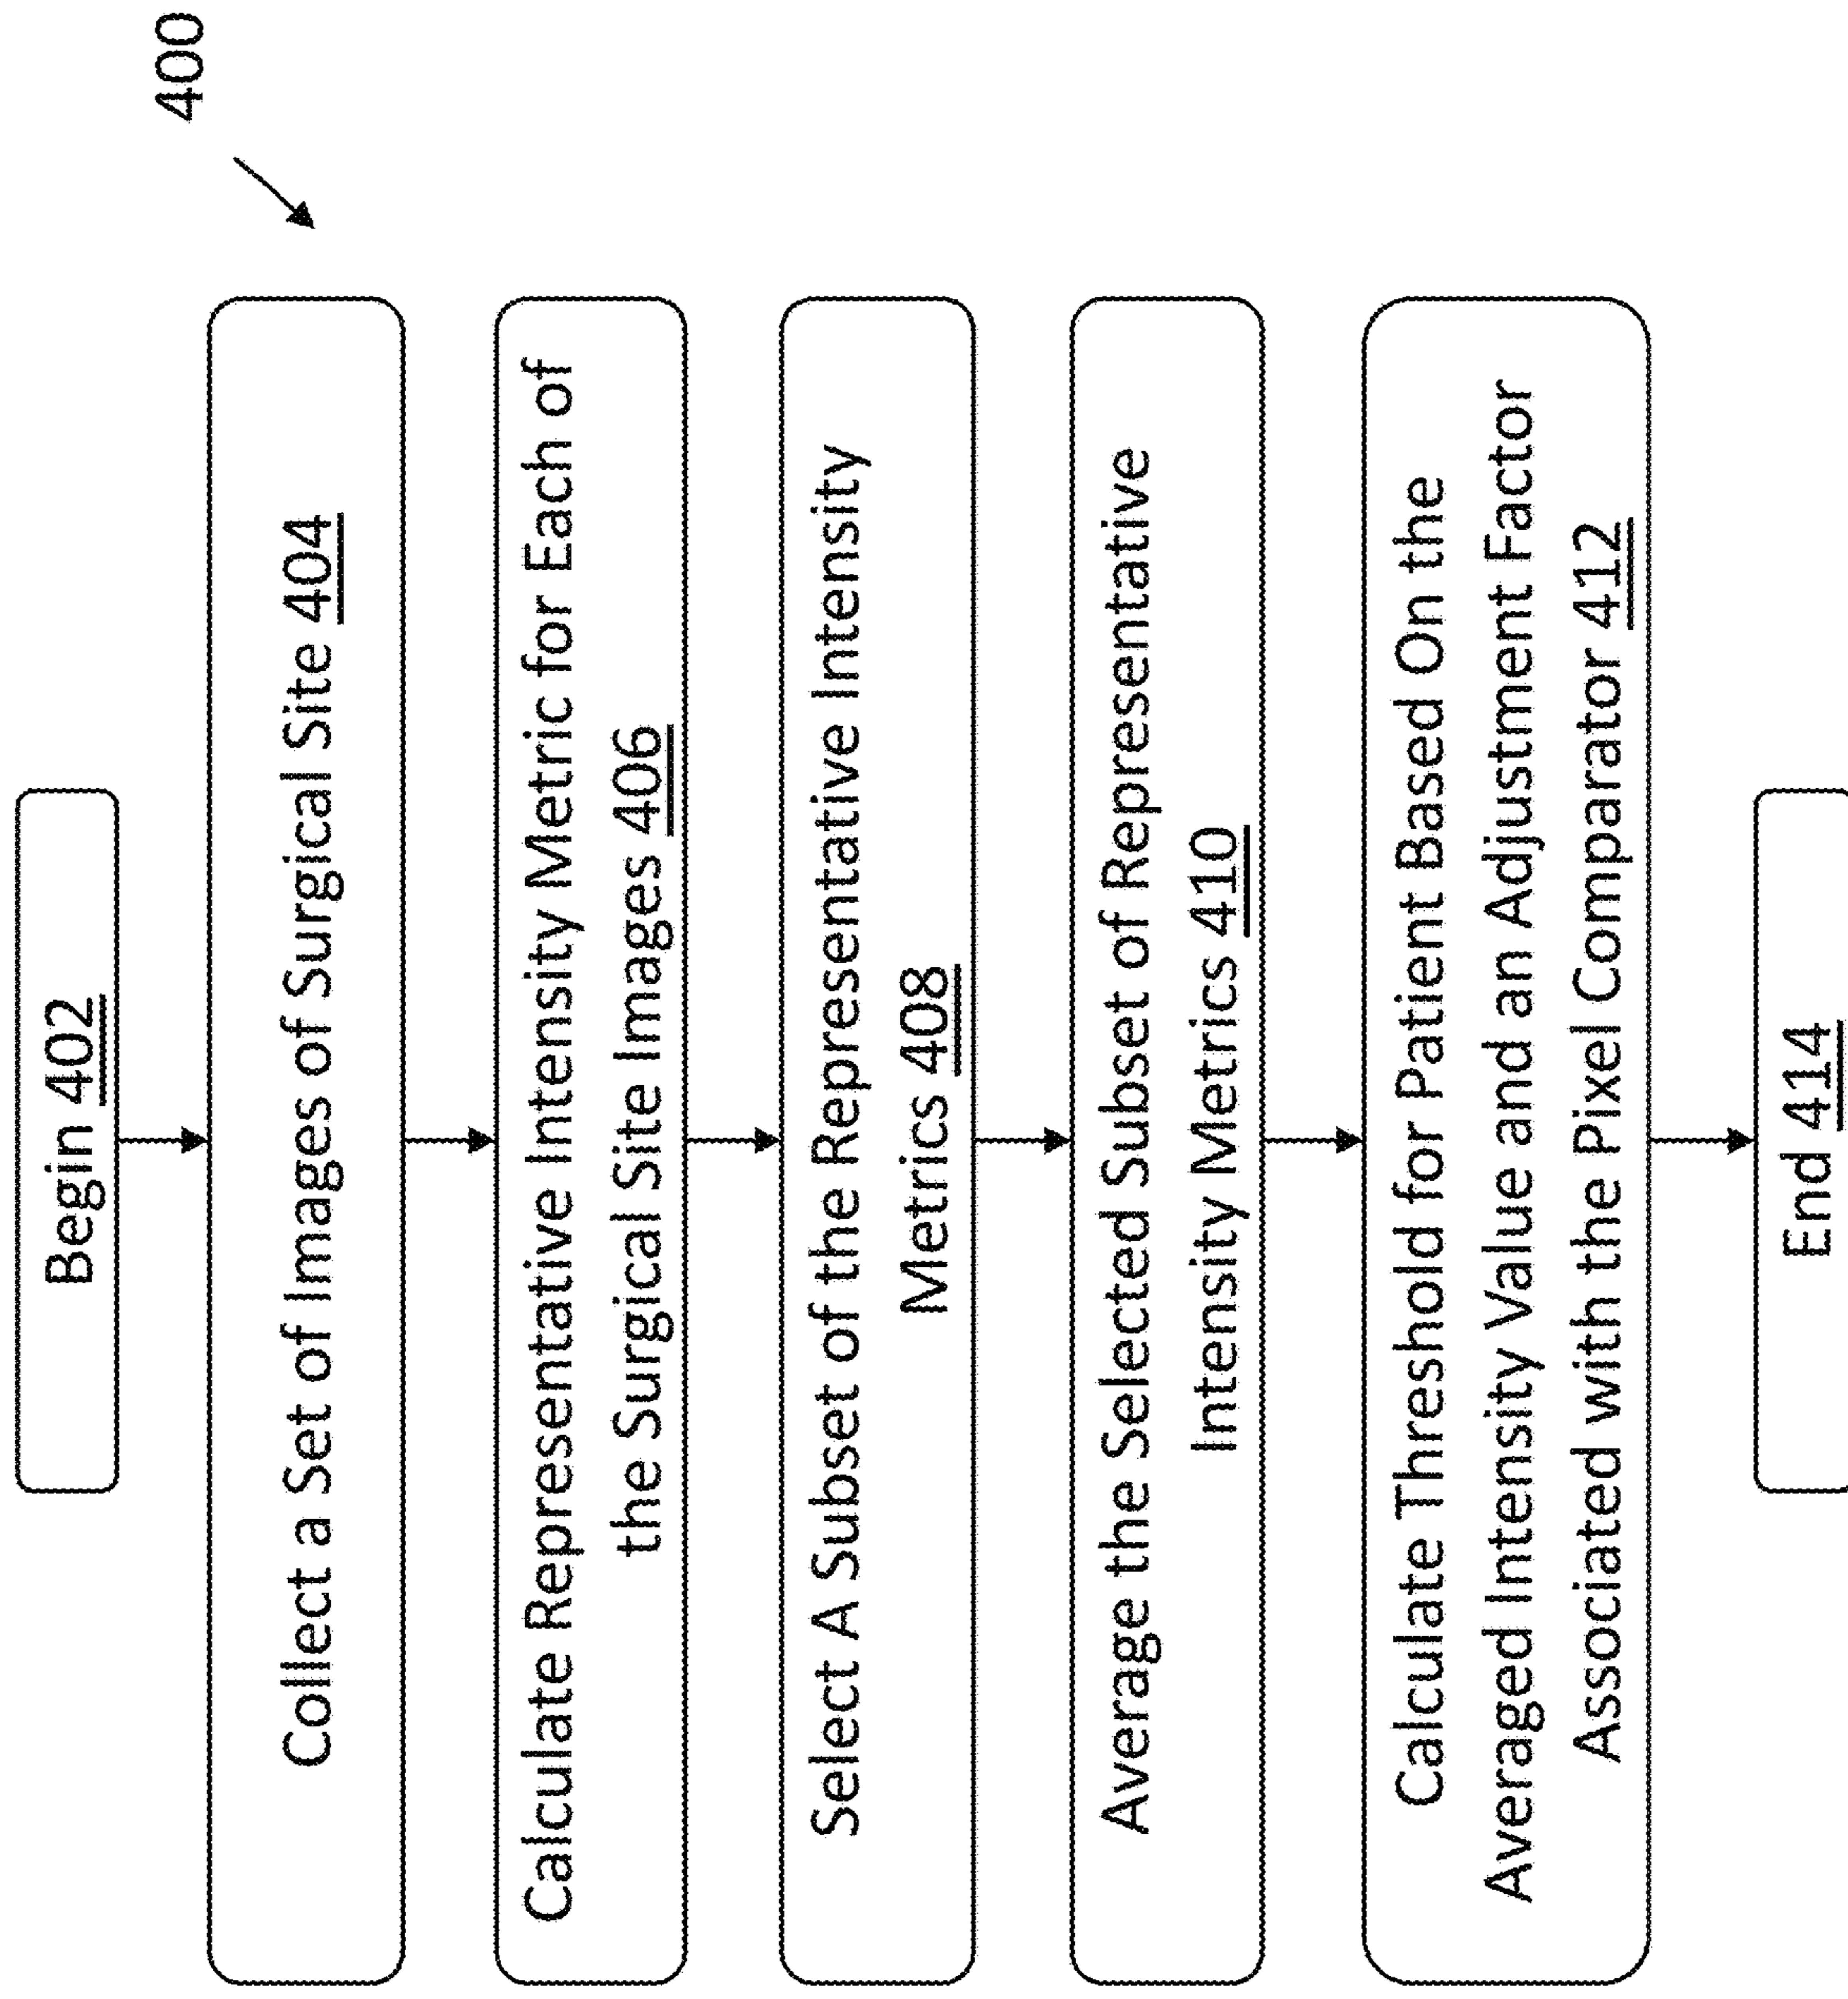 400
Begin 402
Collect a Set of Images of Surgical Site 404
Calculate Representative Intensity Metric for Each of
the Surgical Site Images 406
Select A Subset of the Representative Intensity
Metrics 408
Average the Selected Subset of Representative
Intensity Metrics 410
Calculate Threshold for Patient Based On the
Averaged Intensity Value and an Adjustment Factor
Associated with the Pixel Comparator 412
End 414